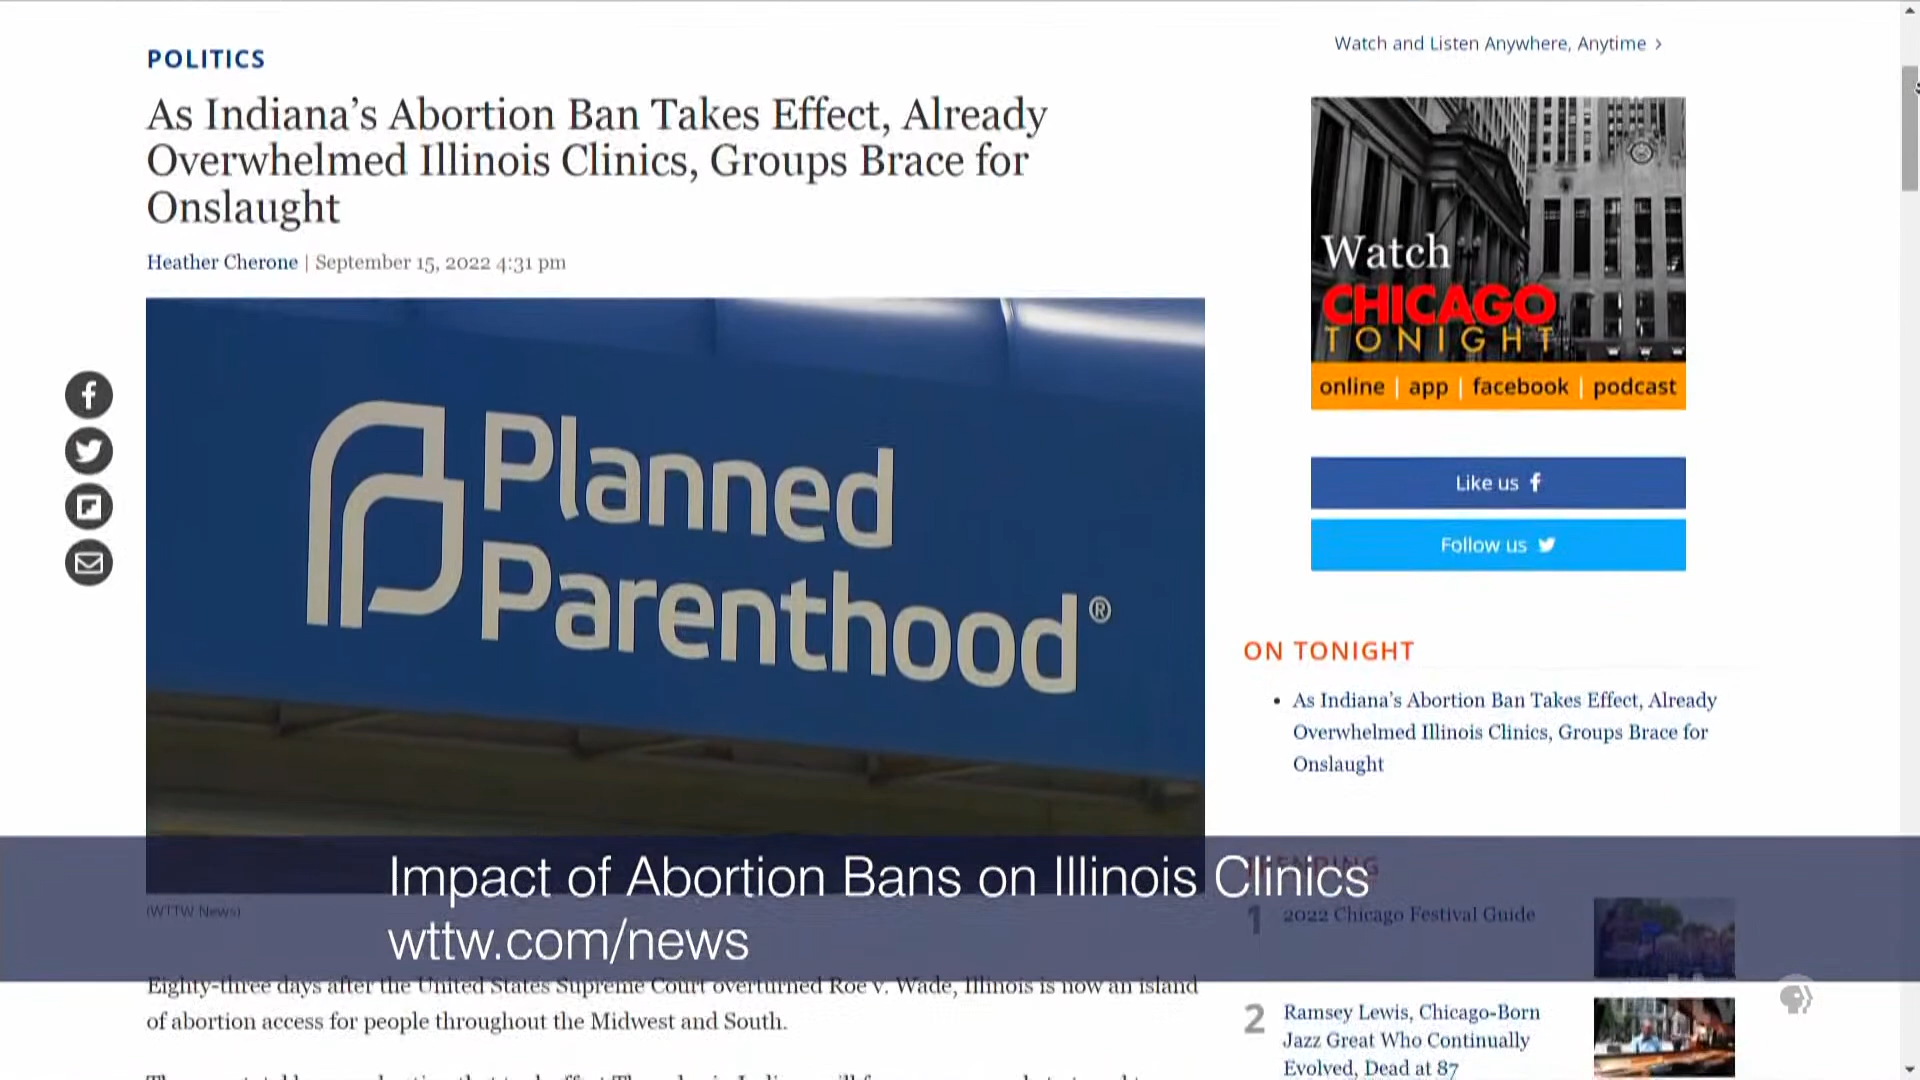 POLITICS
As Indiana’s Abortion Ban Takes Effect, Already
Overwhelmed Illinois Clinics, Groups Brace for
Onslaught
Heather Cherone | September 15, 2022 4:31 pm
Planned
Parenthood®
(WTTW News)
Eighty-three days after the United States Supreme Court overturned Roe v. Wade, Illinois is now an island
of abortion access for people throughout the Midwest and South.
Watch and Listen Anywhere, Anytime >
Watch
CHICAGO
TONIGHT
online | app | facebook | podcast
Like us
Follow us
ON TONIGHT
• As Indiana’s Abortion Ban Takes Effect, Already
Overwhelmed Illinois Clinics, Groups Brace for
Onslaught
TRENDING
1 2022 Chicago Festival Guide
2 Ramsey Lewis, Chicago-Born
Jazz Great Who Continually
Evolved, Dead at 87
Impact of Abortion Bans on Illinois Clinics
wttw.com/news